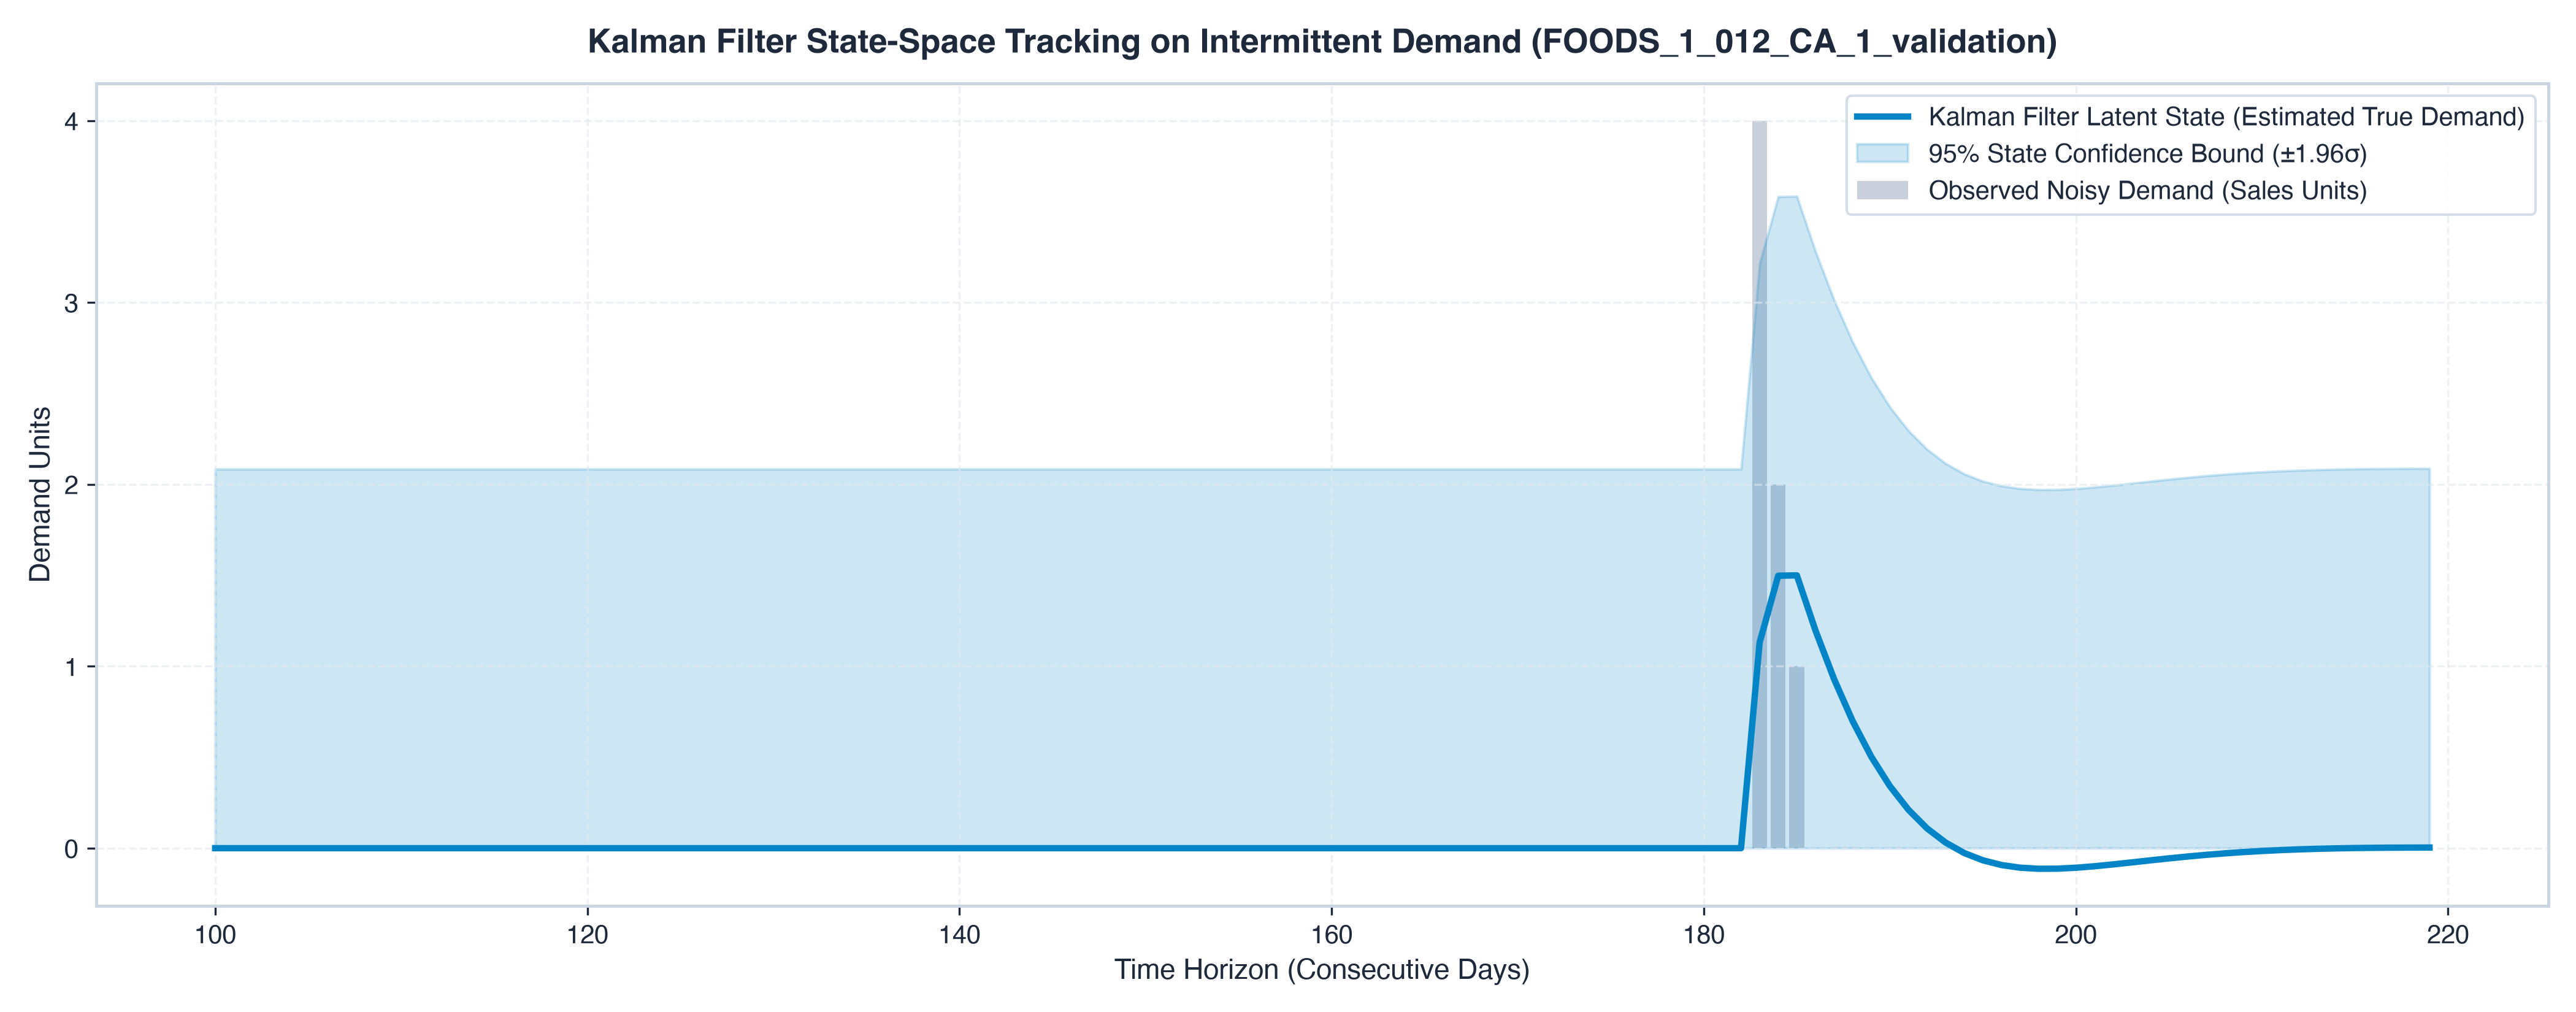 Kalman Filter State-Space Tracking on Intermittent Demand (FOODS_1_012_CA_1_validation)
Kalman Filter Latent State (Estimated True Demand)
95% State Confidence Bound (±1.96σ)
Observed Noisy Demand (Sales Units)
Demand Units
4
3
2
1
0
100 120 140 160 180 200 220
Time Horizon (Consecutive Days)